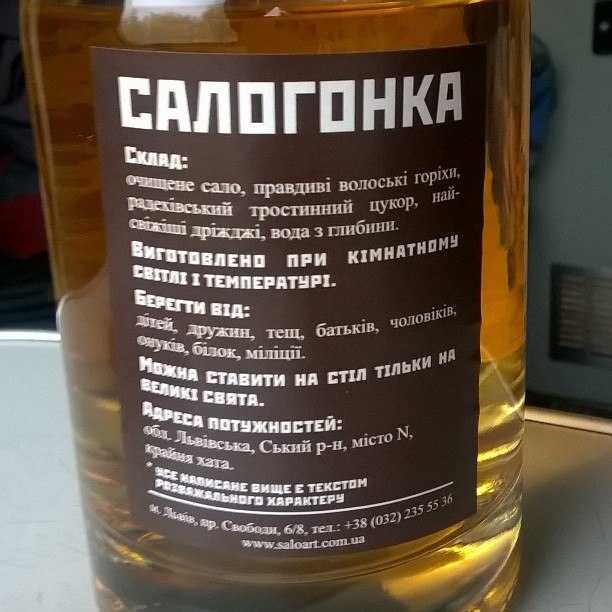 САЛОГОНКА
Склад:
очищене сало, правдиві волоські горіхи,
радехівський тростинний цукор, най-
свіжіші дріжджі, вода з глибини.
Виготовлено при кімнатному
світлі і температурі.
Берегти від:
дітей, дружин, тещ, батьків, чоловіків,
онуків, білок, міліції.
Можна ставити на стіл тільки на
великі свята.
Адреса потужностей:
обл. Львівська, Ський р-н, місто N,
крайня хата.
* Усе написане вище є текстом
розважального характеру
м. Львів, пр. Свободи, 6/8, тел.: +38 (032) 235 55 36
www.saloart.com.ua